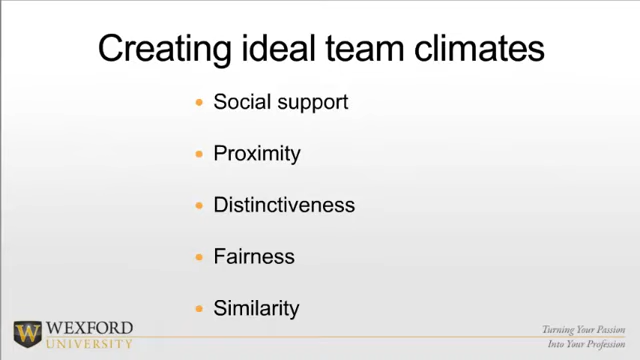 Creating ideal team climates
Social support
Proximity
Distinctiveness
Fairness
Similarity
W WEXFORD
UNIVERSITY
Turning Your Passion
Into Your Profession